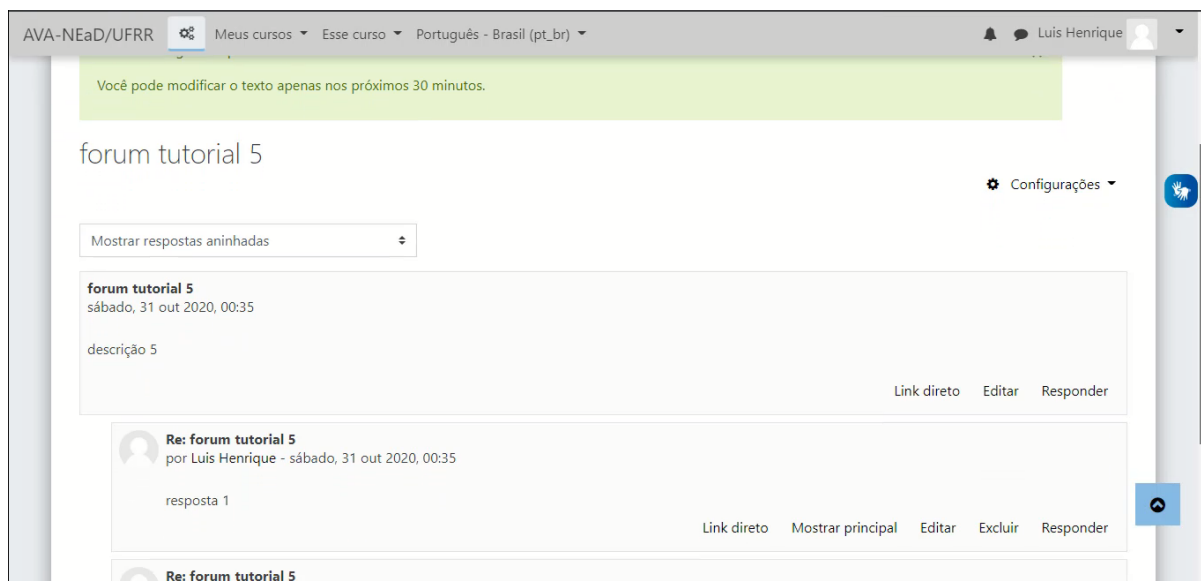 AVA-NEaD/UFRR Meus cursos Esse curso Português - Brasil (pt_br) Luis Henrique
Você pode modificar o texto apenas nos próximos 30 minutos.
forum tutorial 5
Configurações
Mostrar respostas aninhadas
forum tutorial 5
sábado, 31 out 2020, 00:35
descrição 5
Link direto Editar Responder
Re: forum tutorial 5
por Luis Henrique - sábado, 31 out 2020, 00:35
resposta 1
Link direto Mostrar principal Editar Excluir Responder
Re: forum tutorial 5